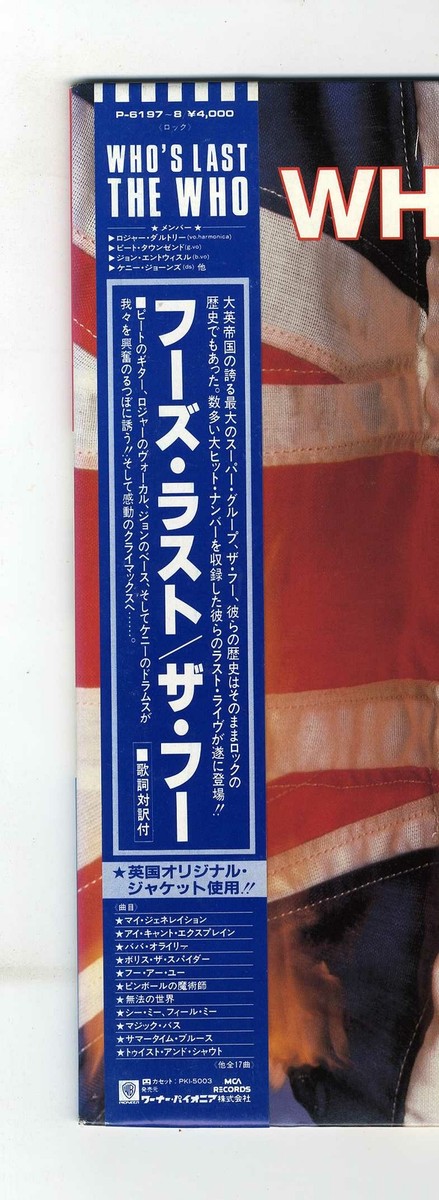 P-6197~8 ¥4,000
〈ロック〉
WHO'S LAST
THE WHO
★メンバー★
▶ロジャー・ダルトリー(vo.harmonica)
▶ピート・タウンゼンド(g.vo)
▶ジョン・エントウィスル(b.vo)
▶ケニー・ジョーンズ(ds) 他
WH
大英帝国の誇る最大のスーパー・グループ、ザ・フー、彼らの歴史はそのままロックの
歴史でもあった。数多い大ヒット・ナンバーを収録した彼らのラスト・ライヴが遂に登場!!
フーズ・ラスト/ザ・フー
■ピートのギター、ロジャーのヴォーカル、ジョンのベース、そしてケニーのドラムスが
我々を興奮のるつぼに誘う!!そして感動のクライマックスへ……。
■歌詞対訳付
★英国オリジナル・
ジャケット使用!!
〈曲目〉
★マイ・ジェネレイション
★アイ・キャント・エクスプレイン
★ババ・オライリー
★ボリス・ザ・スパイダー
★フー・アー・ユー
★ピンボールの魔術師
★無法の世界
★シー・ミー、フィール・ミー
★マジック・バス
★サマータイム・ブルース
★トゥイスト・アンド・シャウト
〈他全17曲〉
カセット:PKI-5003
MCA
RECORDS
発売元
ワーナー・パイオニア株式会社